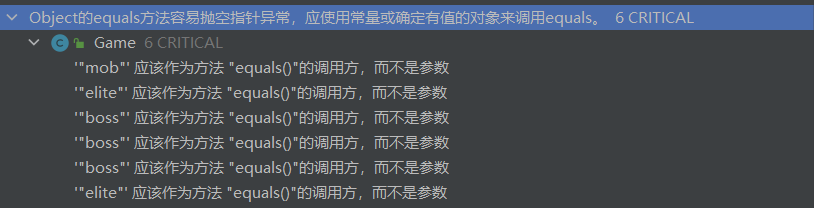 Object的equals方法容易抛空指针异常，应使用常量或确定有值的对象来调用equals。 6 CRITICAL
C Game 6 CRITICAL
'"mob"' 应该作为方法 "equals()"的调用方，而不是参数
'"elite"' 应该作为方法 "equals()"的调用方，而不是参数
'"boss"' 应该作为方法 "equals()"的调用方，而不是参数
'"boss"' 应该作为方法 "equals()"的调用方，而不是参数
'"boss"' 应该作为方法 "equals()"的调用方，而不是参数
'"elite"' 应该作为方法 "equals()"的调用方，而不是参数